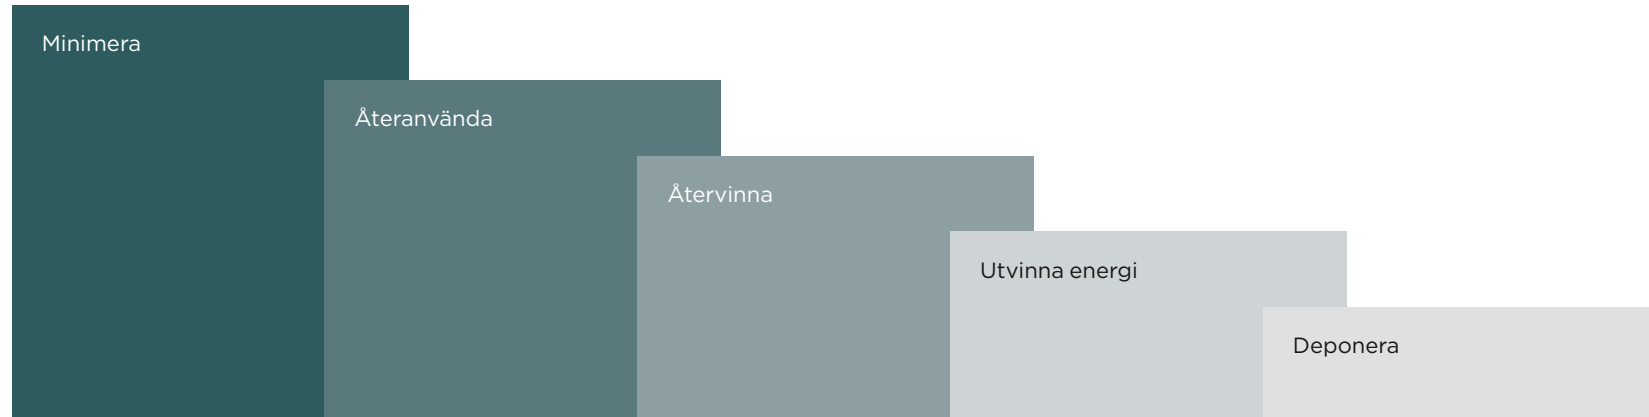 Minimera
Återanvända
Återvinna
Utvinna energi
Deponera